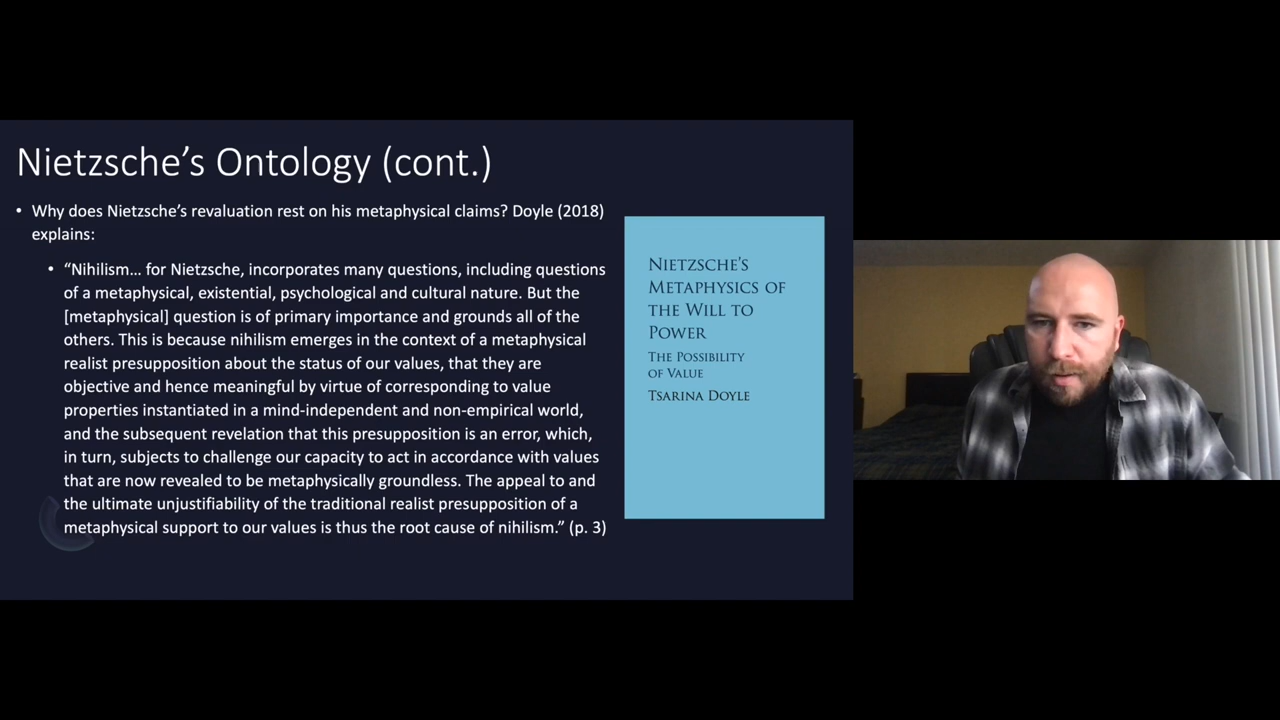 Nietzsche’s Ontology (cont.)
• Why does Nietzsche’s revaluation rest on his metaphysical claims? Doyle (2018)
explains:
• “Nihilism… for Nietzsche, incorporates many questions, including questions
of a metaphysical, existential, psychological and cultural nature. But the
[metaphysical] question is of primary importance and grounds all of the
others. This is because nihilism emerges in the context of a metaphysical
realist presupposition about the status of our values, that they are
objective and hence meaningful by virtue of corresponding to value
properties instantiated in a mind-independent and non-empirical world,
and the subsequent revelation that this presupposition is an error, which,
in turn, subjects to challenge our capacity to act in accordance with values
that are now revealed to be metaphysically groundless. The appeal to and
the ultimate unjustifiability of the traditional realist presupposition of a
metaphysical support to our values is thus the root cause of nihilism.” (p. 3)
Nietzsche’s
Metaphysics of
the Will to
Power
The Possibility
of Value
Tsarina Doyle